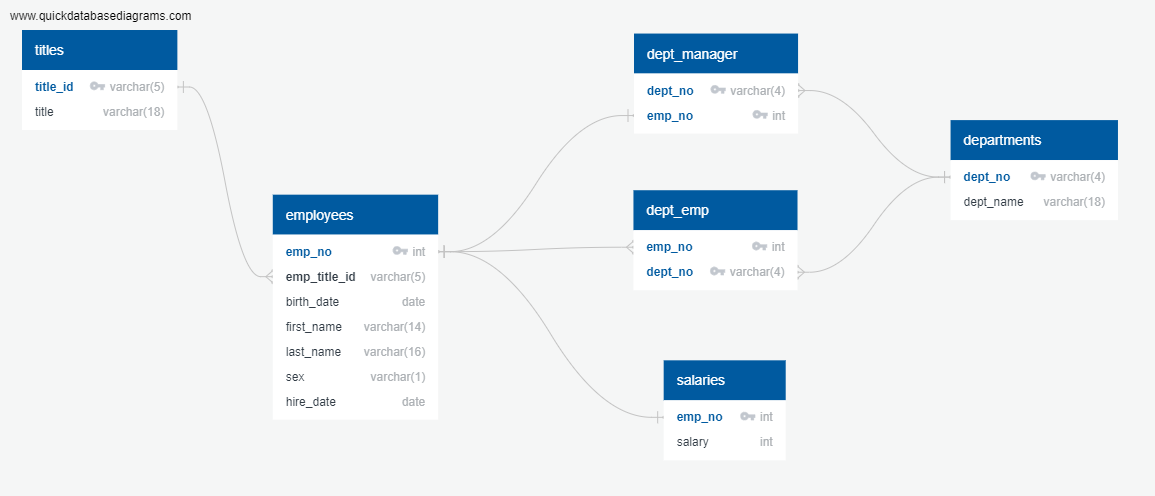 www.quickdatabasediagrams.com
titles
title_id varchar(5)
title varchar(18)
employees
emp_no int
emp_title_id varchar(5)
birth_date date
first_name varchar(14)
last_name varchar(16)
sex varchar(1)
hire_date date
dept_manager
dept_no varchar(4)
emp_no int
dept_emp
emp_no int
dept_no varchar(4)
salaries
emp_no int
salary int
departments
dept_no varchar(4)
dept_name varchar(18)